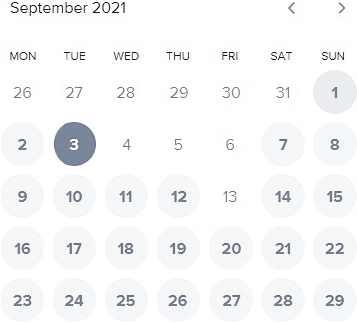 September 2021
MON TUE WED THU FRI SAT SUN
26 27 28 29 30 31 1
2 3 4 5 6 7 8
9 10 11 12 13 14 15
16 17 18 19 20 21 22
23 24 25 26 27 28 29